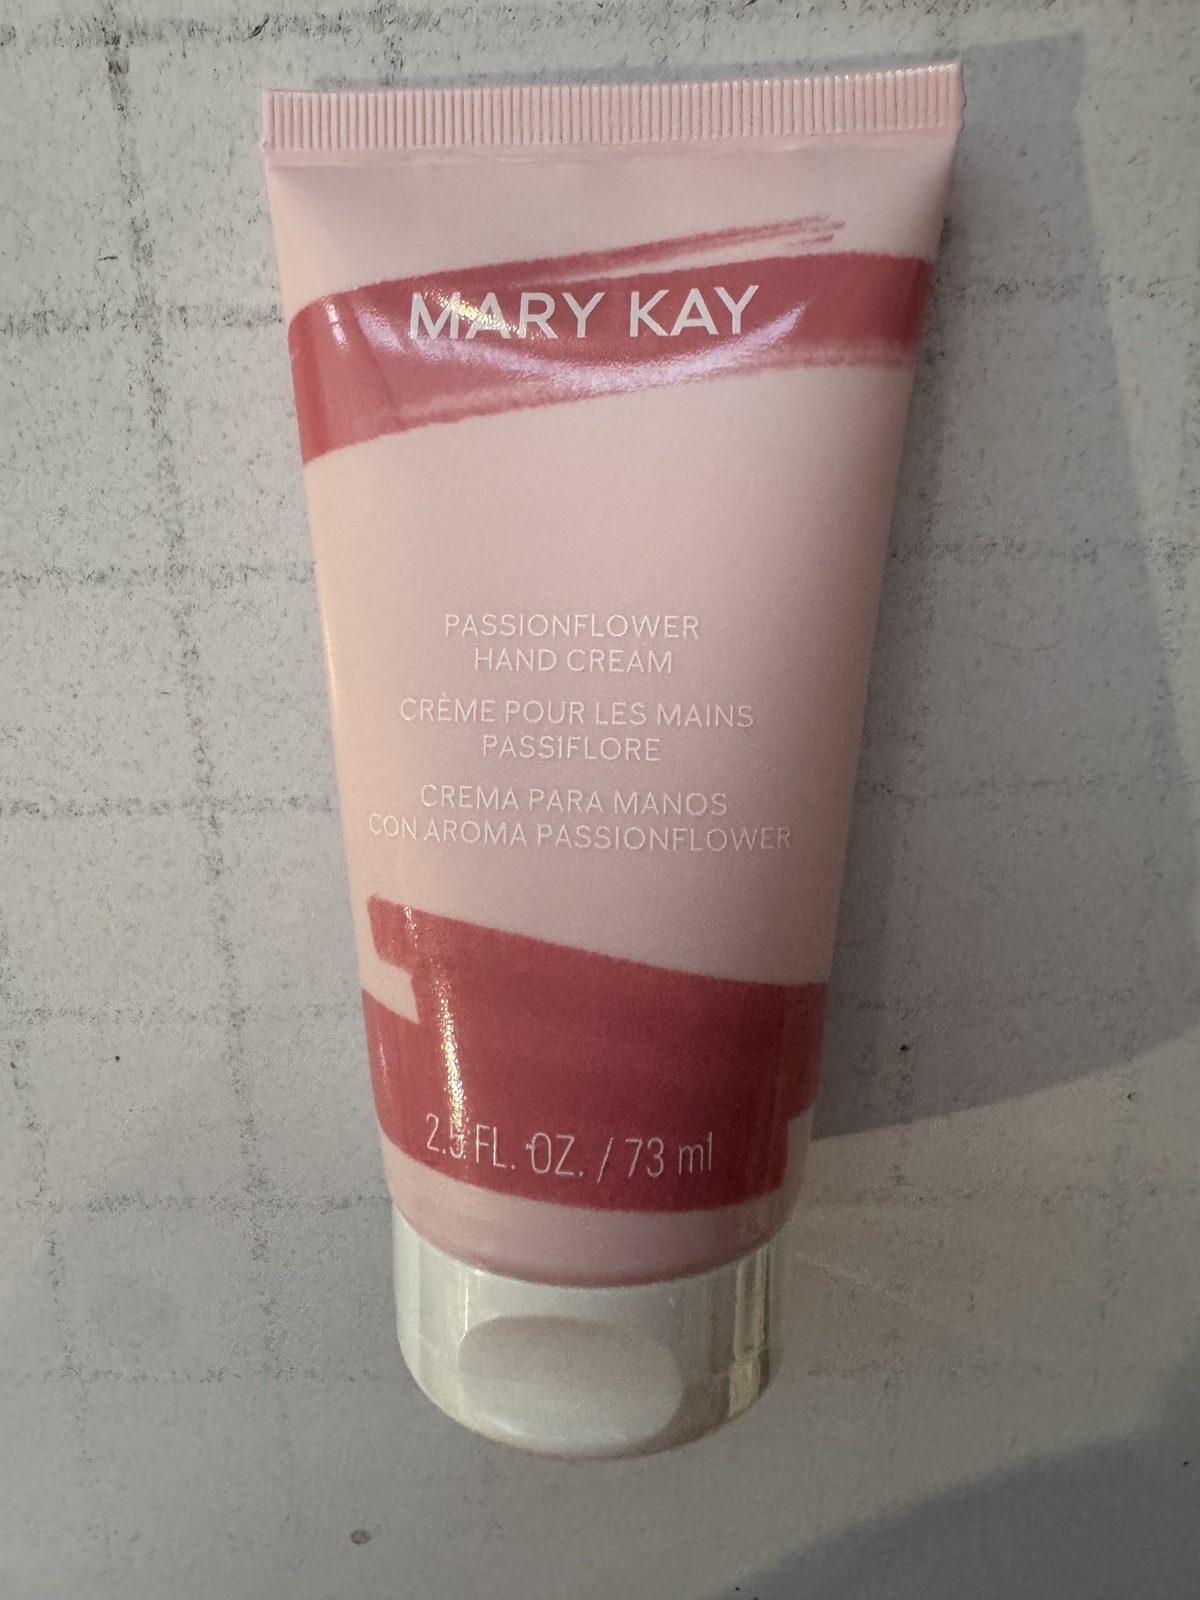 MARY KAY
PASSIONFLOWER
HAND CREAM
CRÈME POUR LES MAINS
PASSIFLORE
CREMA PARA MANOS
CON AROMA PASSIONFLOWER
2.5 FL. OZ. / 73 ml